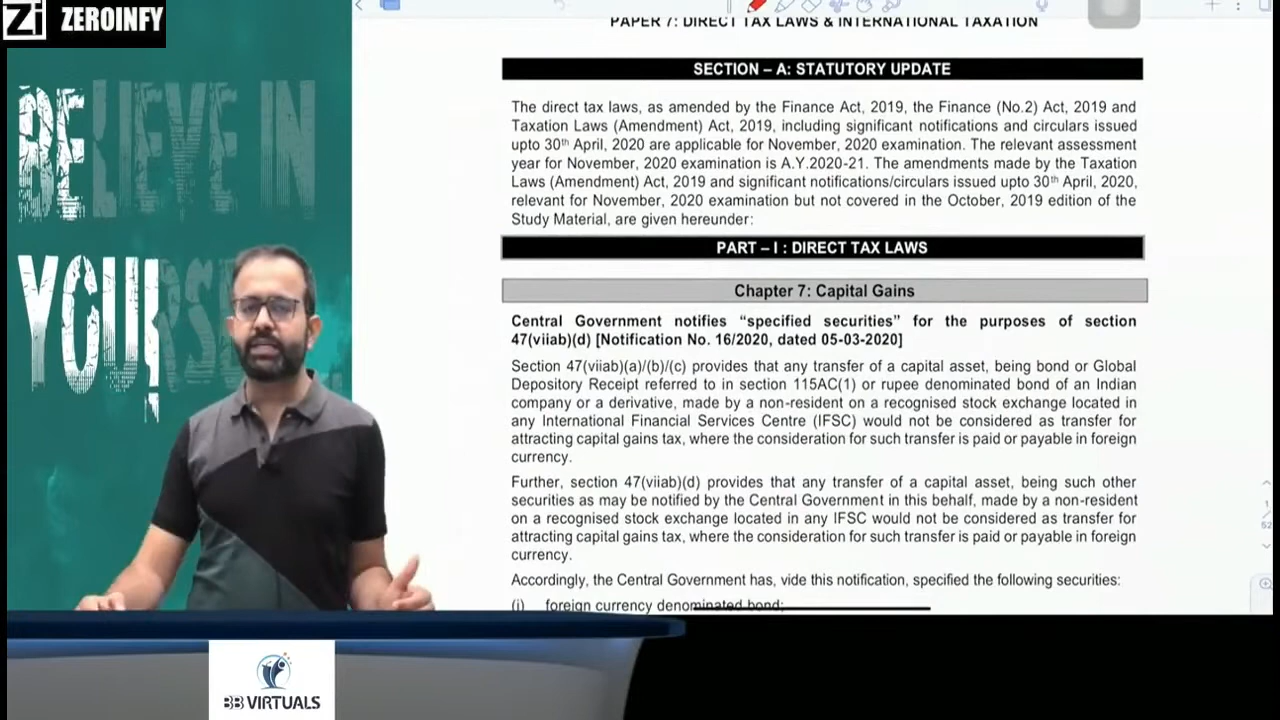 Zi ZEROINFY
BELIEVE IN
YOURS
PAPER 7: DIRECT TAX LAWS & INTERNATIONAL TAXATION
SECTION – A: STATUTORY UPDATE
The direct tax laws, as amended by the Finance Act, 2019, the Finance (No.2) Act, 2019 and
Taxation Laws (Amendment) Act, 2019, including significant notifications and circulars issued
upto 30th April, 2020 are applicable for November, 2020 examination. The relevant assessment
year for November, 2020 examination is A.Y.2020-21. The amendments made by the Taxation
Laws (Amendment) Act, 2019 and significant notifications/circulars issued upto 30th April, 2020,
relevant for November, 2020 examination but not covered in the October, 2019 edition of the
Study Material, are given hereunder:
PART – I : DIRECT TAX LAWS
Chapter 7: Capital Gains
Central Government notifies “specified securities” for the purposes of section
47(viiab)(d) [Notification No. 16/2020, dated 05-03-2020]
Section 47(viiab)(a)/(b)/(c) provides that any transfer of a capital asset, being bond or Global
Depository Receipt referred to in section 115AC(1) or rupee denominated bond of an Indian
company or a derivative, made by a non-resident on a recognised stock exchange located in
any International Financial Services Centre (IFSC) would not be considered as transfer for
attracting capital gains tax, where the consideration for such transfer is paid or payable in foreign
currency.
Further, section 47(viiab)(d) provides that any transfer of a capital asset, being such other
securities as may be notified by the Central Government in this behalf, made by a non-resident
on a recognised stock exchange located in any IFSC would not be considered as transfer for
attracting capital gains tax, where the consideration for such transfer is paid or payable in foreign
currency.
Accordingly, the Central Government has, vide this notification, specified the following securities:
(i) foreign currency denominated bond;
1
52
BB VIRTUALS